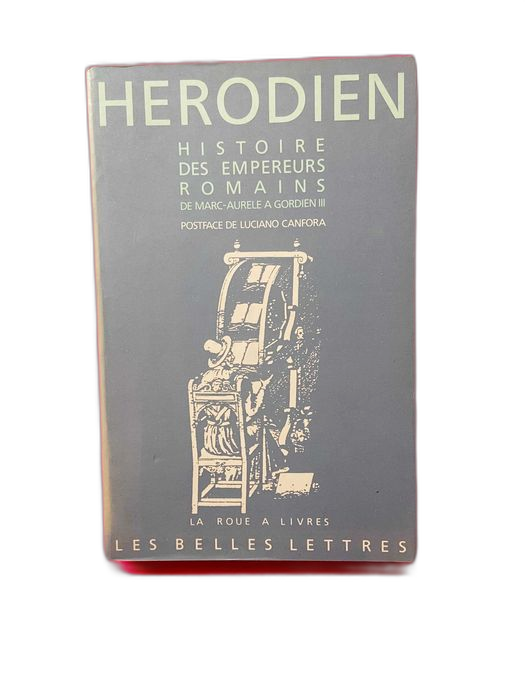 HERODIEN
HISTOIRE
DES EMPEREURS
ROMAINS
DE MARC-AURELE A GORDIEN III
POSTFACE DE LUCIANO CANFORA
LA ROUE A LIVRES
LES BELLES LETTRES